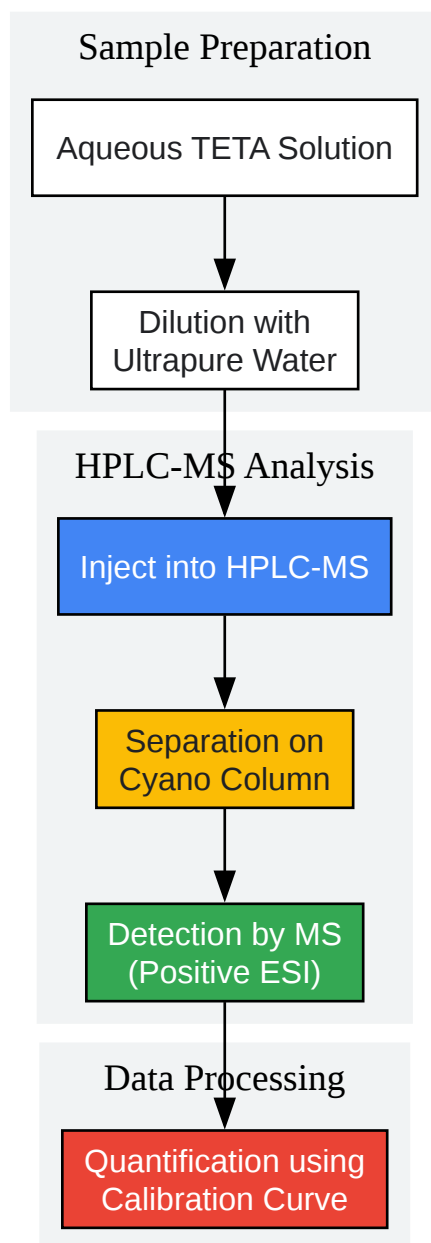 Sample Preparation
Aqueous TETA Solution
Dilution with
Ultrapure Water
HPLC-MS Analysis
Inject into HPLC-MS
Separation on
Cyano Column
Detection by MS
(Positive ESI)
Data Processing
Quantification using
Calibration Curve